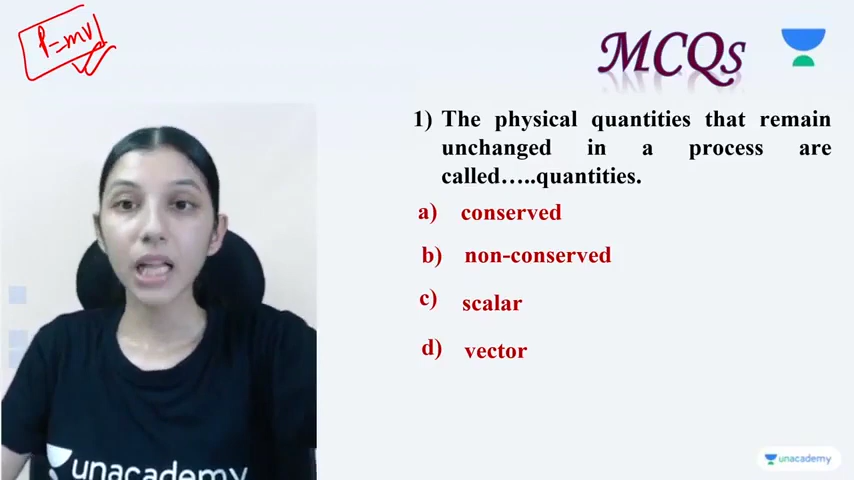 P=mv
MCQs
1) The physical quantities that remain
unchanged in a process are
called…..quantities.
a) conserved
b) non-conserved
c) scalar
d) vector
unacademy
unacademy